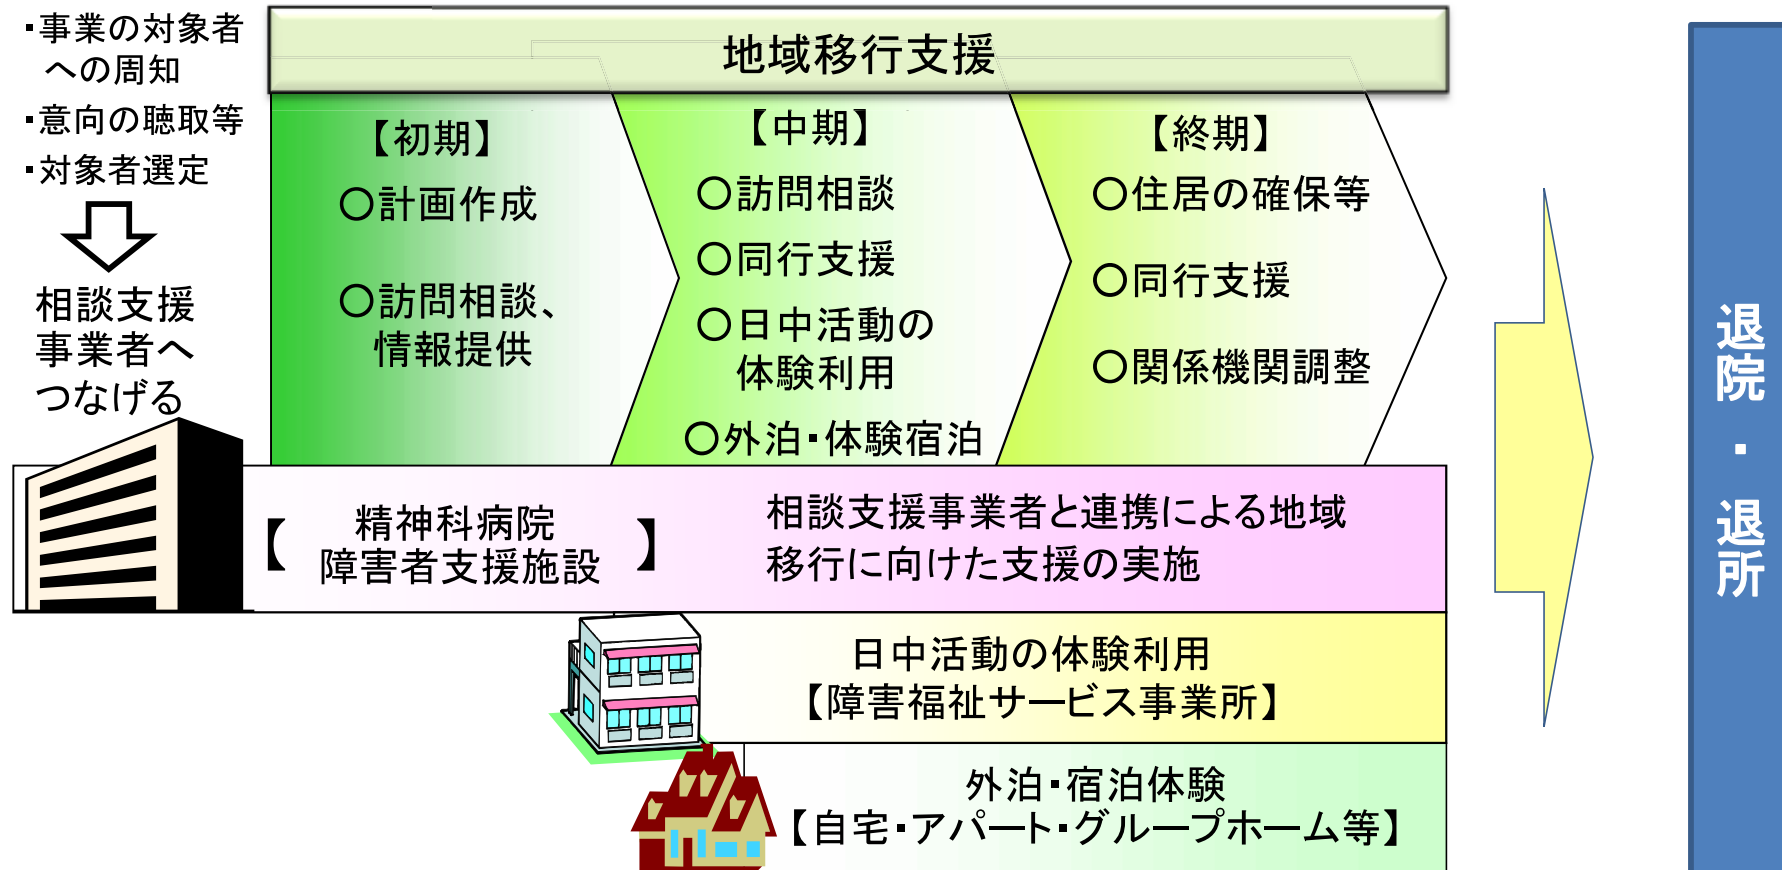 ・事業の対象者
への周知
・意向の聴取等
・対象者選定
相談支援
事業者へ
つなげる
地域移行支援
【初期】
○計画作成
○訪問相談、
情報提供
【中期】
○訪問相談
○同行支援
○日中活動の
体験利用
○外泊・体験宿泊
【終期】
○住居の確保等
○同行支援
○関係機関調整
【 精神科病院
障害者支援施設 】
相談支援事業者と連携による地域
移行に向けた支援の実施
日中活動の体験利用
【障害福祉サービス事業所】
外泊・宿泊体験
【自宅・アパート・グループホーム等】
退院・退所